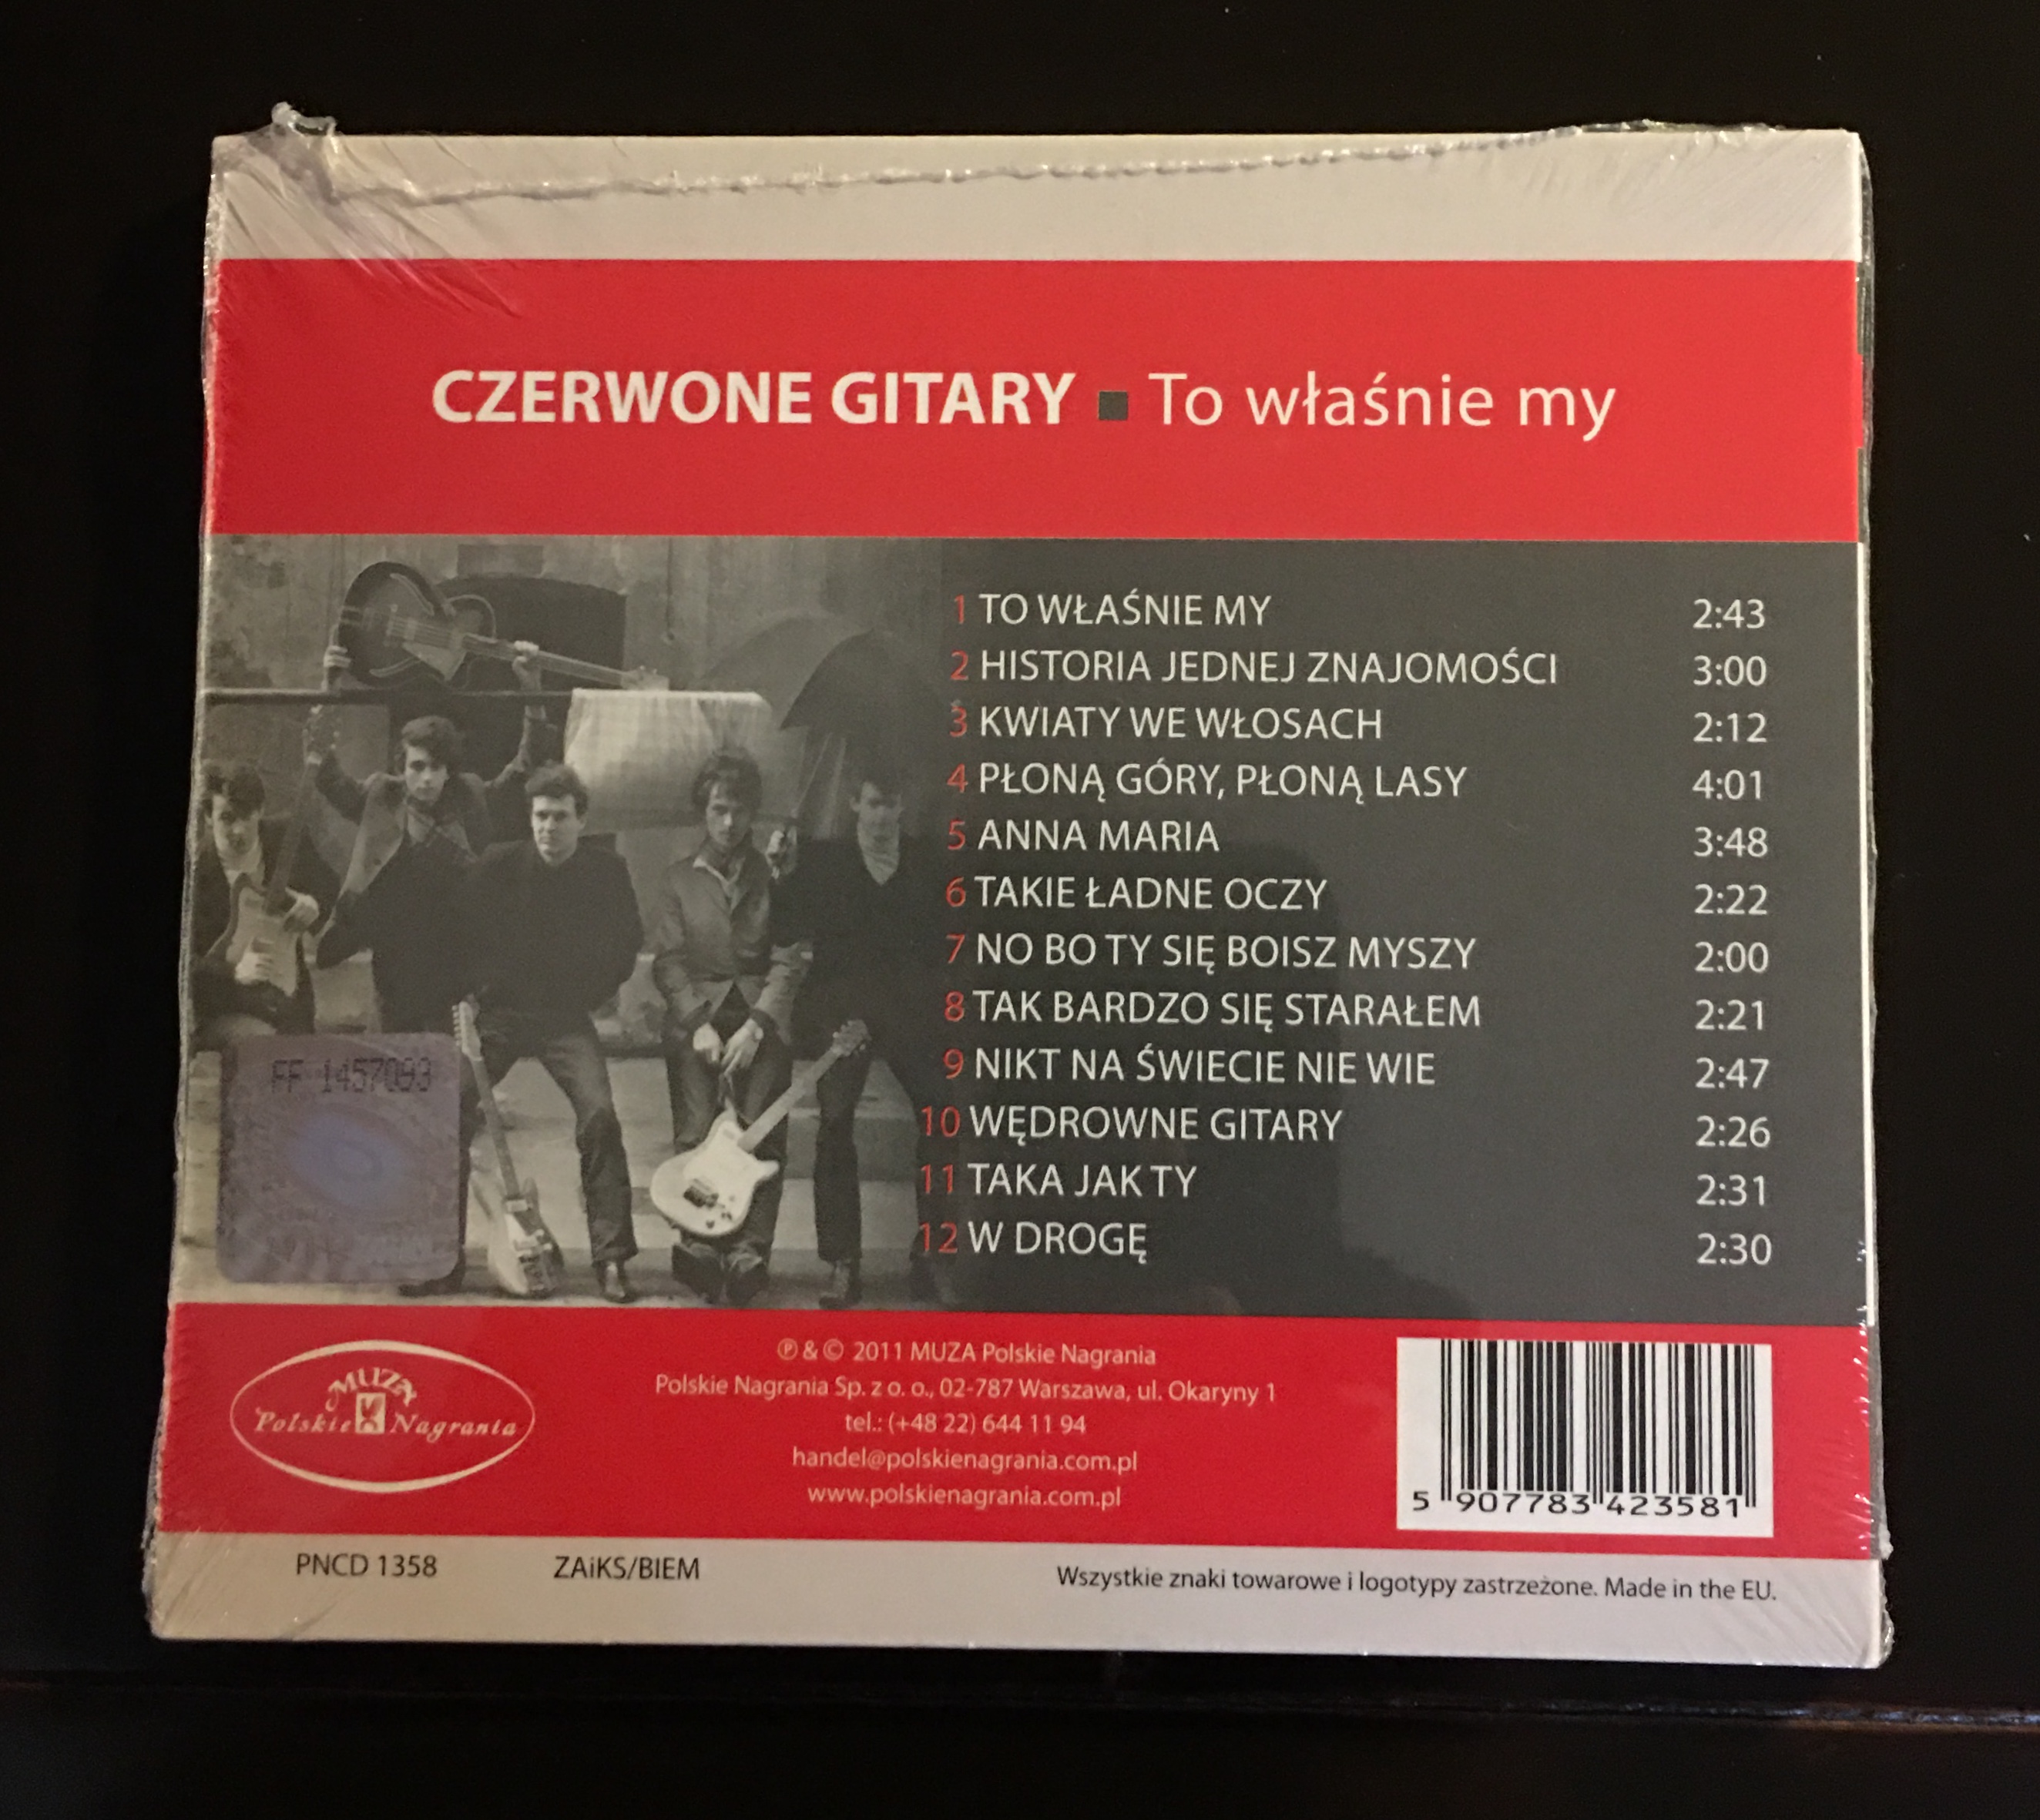 CZERWONE GITARY ▪ To właśnie my
1 TO WŁAŚNIE MY 2:43
2 HISTORIA JEDNEJ ZNAJOMOŚCI 3:00
3 KWIATY WE WŁOSACH 2:12
4 PŁONĄ GÓRY, PŁONĄ LASY 4:01
5 ANNA MARIA 3:48
6 TAKIE ŁADNE OCZY 2:22
7 NO BO TY SIĘ BOISZ MYSZY 2:00
8 TAK BARDZO SIĘ STARAŁEM 2:21
9 NIKT NA ŚWIECIE NIE WIE 2:47
10 WĘDROWNE GITARY 2:26
11 TAKA JAK TY 2:31
12 W DROGĘ 2:30
FF 1457093
MUZA
Polskie Nagrania
℗ & © 2011 MUZA Polskie Nagrania
Polskie Nagrania Sp. z o. o., 02-787 Warszawa, ul. Okaryny 1
tel.: (+48 22) 644 11 94
handel@polskienagrania.com.pl
www.polskienagrania.com.pl
5 907783 423581
PNCD 1358 ZAiKS/BIEM Wszystkie znaki towarowe i logotypy zastrzeżone. Made in the EU.